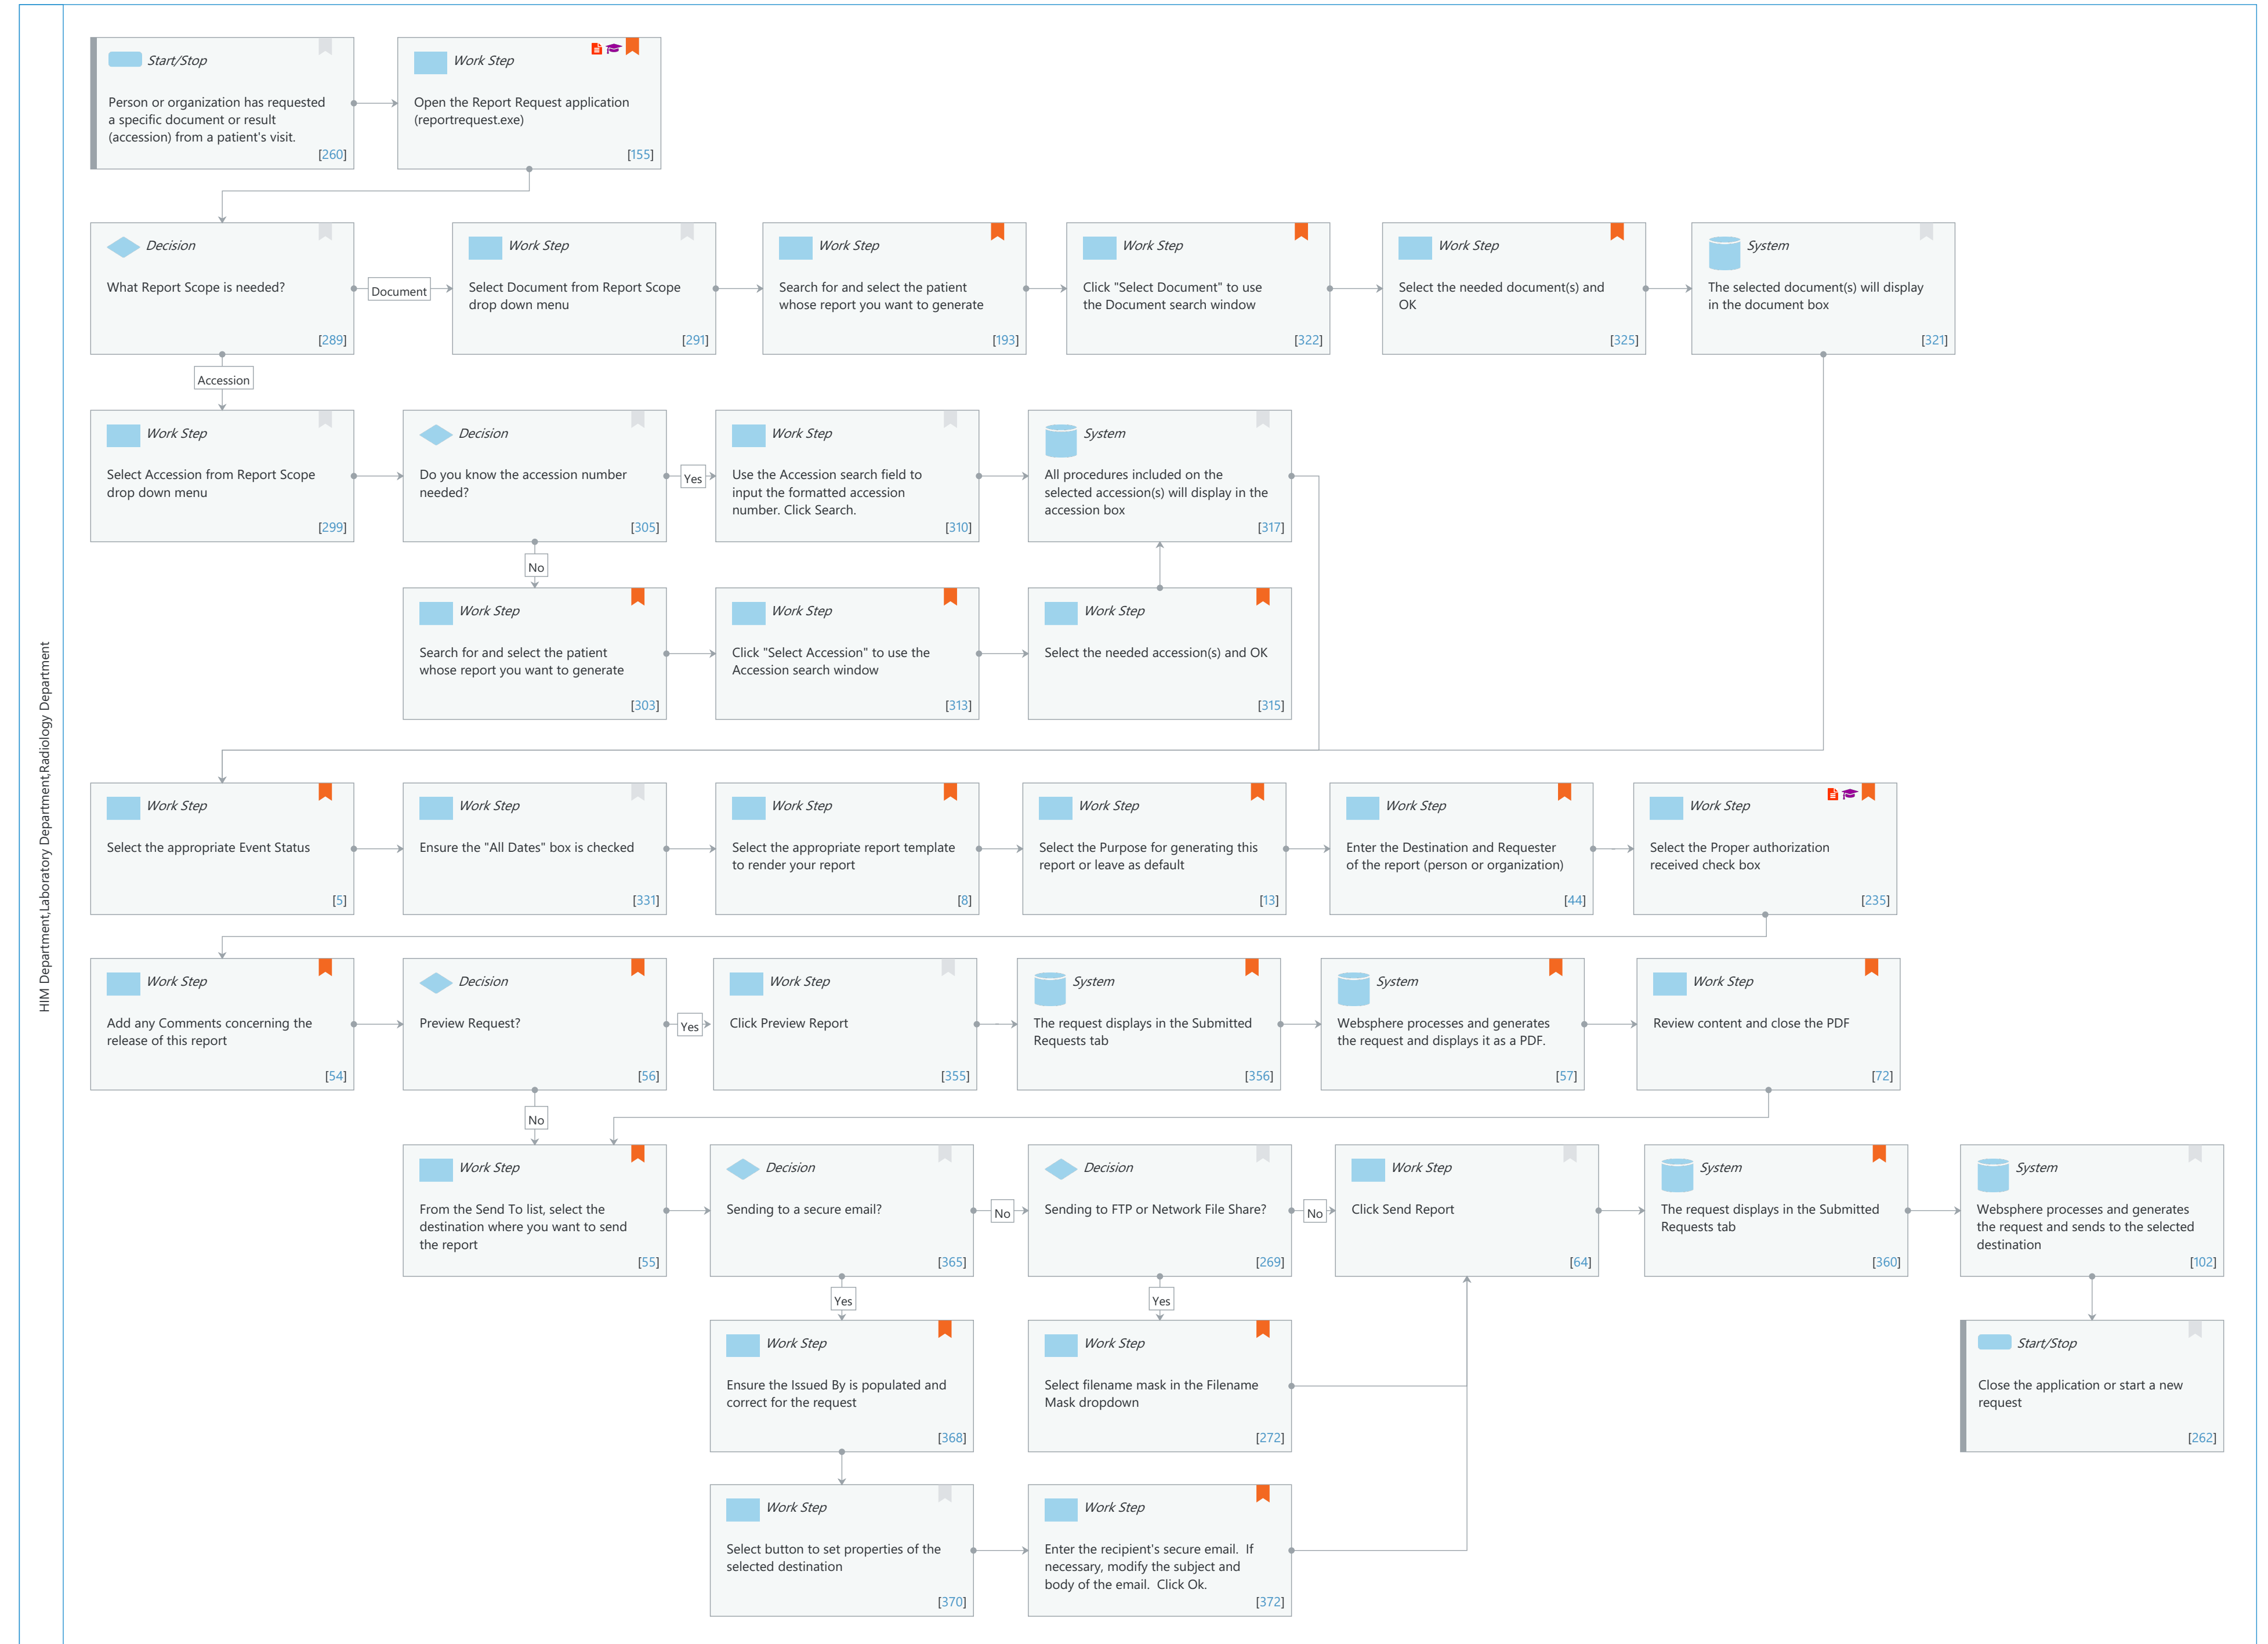 HIM Department,Laboratory Department,Radiology Department
Start/Stop
Person or organization has requested
a specific document or result
(accession) from a patient's visit.
[260]
Work Step
Open the Report Request application
(reportrequest.exe)
[155]
Decision
What Report Scope is needed?
[289]
Document
Work Step
Select Document from Report Scope
drop down menu
[291]
Work Step
Search for and select the patient
whose report you want to generate
[193]
Work Step
Click "Select Document" to use
the Document search window
[322]
Work Step
Select the needed document(s) and
OK
[325]
System
The selected document(s) will display
in the document box
[321]
Accession
Work Step
Select Accession from Report Scope
drop down menu
[299]
Decision
Do you know the accession number
needed?
[305]
Yes
Work Step
Use the Accession search field to
input the formatted accession
number. Click Search.
[310]
System
All procedures included on the
selected accession(s) will display in the
accession box
[317]
No
Work Step
Search for and select the patient
whose report you want to generate
[303]
Work Step
Click "Select Accession" to use the
Accession search window
[313]
Work Step
Select the needed accession(s) and OK
[315]
Work Step
Select the appropriate Event Status
[5]
Work Step
Ensure the "All Dates" box is checked
[331]
Work Step
Select the appropriate report template
to render your report
[8]
Work Step
Select the Purpose for generating this
report or leave as default
[13]
Work Step
Enter the Destination and Requester
of the report (person or organization)
[44]
Work Step
Select the Proper authorization
received check box
[235]
Work Step
Add any Comments concerning the
release of this report
[54]
Decision
Preview Request?
[56]
Yes
Work Step
Click Preview Report
[355]
System
The request displays in the Submitted
Requests tab
[356]
System
Websphere processes and generates
the request and displays it as a PDF.
[57]
Work Step
Review content and close the PDF
[72]
No
Work Step
From the Send To list, select the
destination where you want to send
the report
[55]
Decision
Sending to a secure email?
[365]
No
Decision
Sending to FTP or Network File Share?
[269]
No
Work Step
Click Send Report
[64]
System
The request displays in the Submitted
Requests tab
[360]
System
Websphere processes and generates
the request and sends to the selected
destination
[102]
Yes
Yes
Work Step
Ensure the Issued By is populated and
correct for the request
[368]
Work Step
Select filename mask in the Filename
Mask dropdown
[272]
Start/Stop
Close the application or start a new
request
[262]
Work Step
Select button to set properties of the
selected destination
[370]
Work Step
Enter the recipient's secure email.  If
necessary, modify the subject and
body of the email.  Click Ok.
[372]